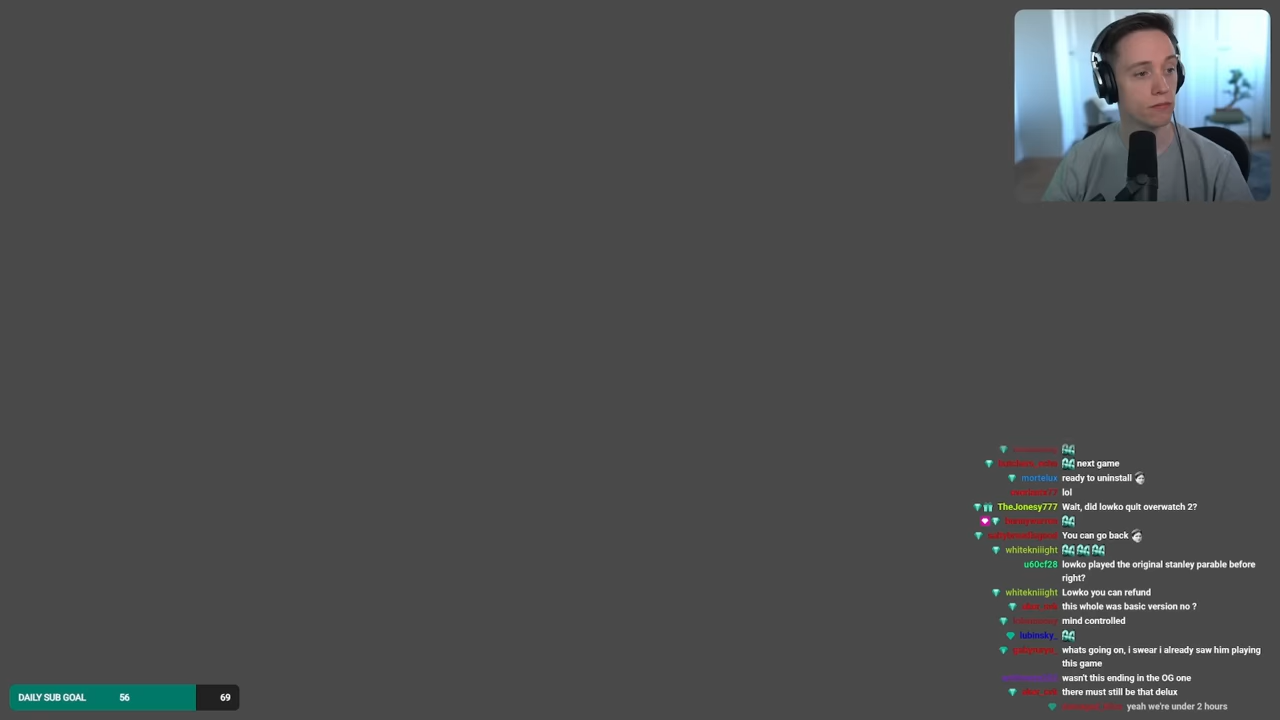 next game
mortelux ready to uninstall
lol
TheJonesy777 Wait, did lowko quit overwatch 2?
You can go back
whitekniiight
u60cf28 lowko played the original stanley parable before
right?
whitekniiight Lowko you can refund
this whole was basic version no ?
mind controlled
lubinsky_
whats going on, i swear i already saw him playing
this game
wasn't this ending in the OG one
there must still be that delux
yeah we're under 2 hours
DAILY SUB GOAL 56 69